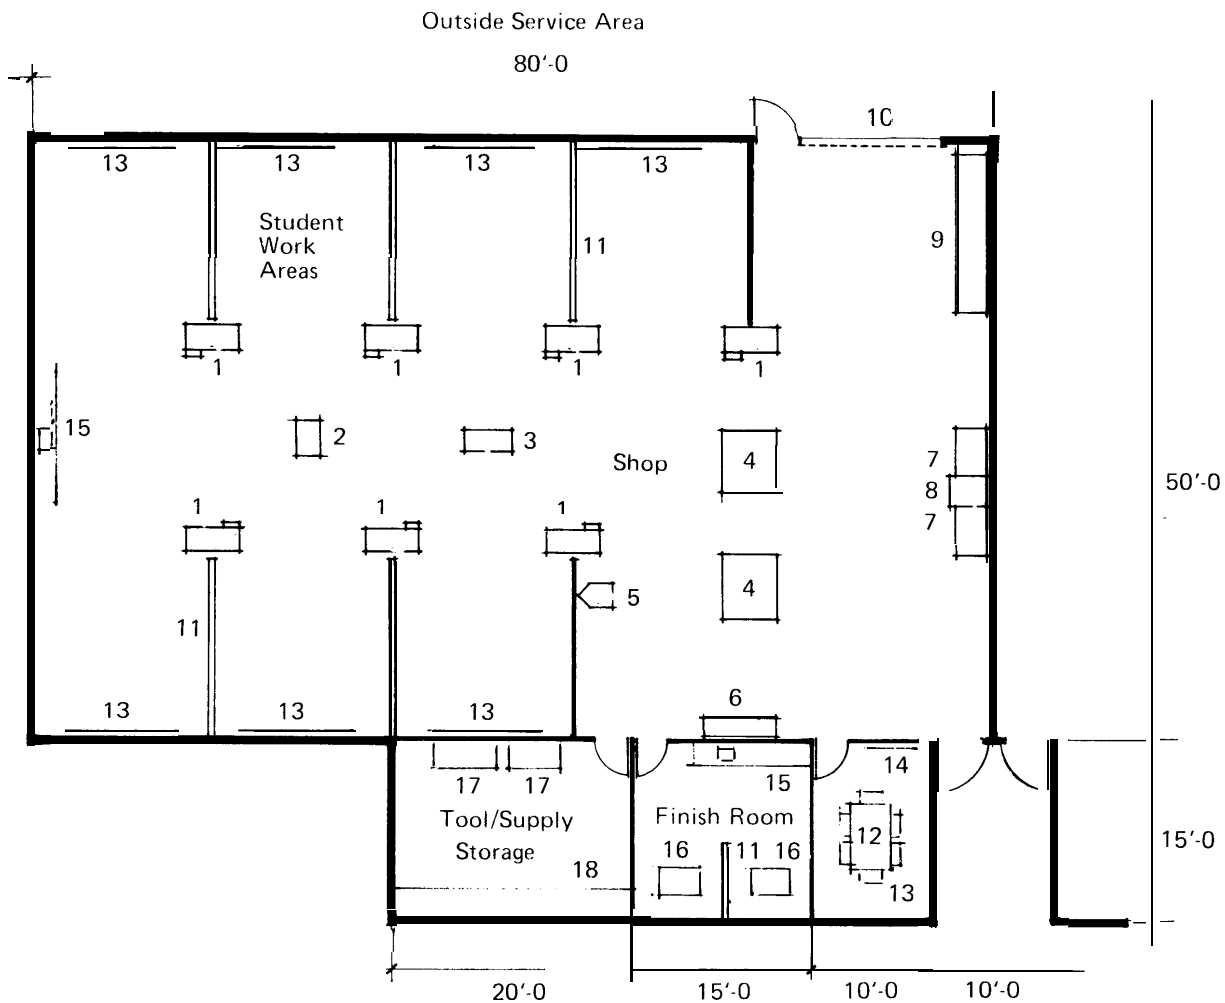 Outside Service Area
80'-0
1C
13 13 13 13
Student
Work
Areas
11
9
1 1 1 1
15
2
3
Shop
4
7
8
7
50'-0
1 1 1
4
5
11
6
13 13 13
17 17
15
14
Tool/Supply
Storage
Finish Room
12
15'-0
16 11 16
18
13
20'-0 15'-0 10'-0 10'-0